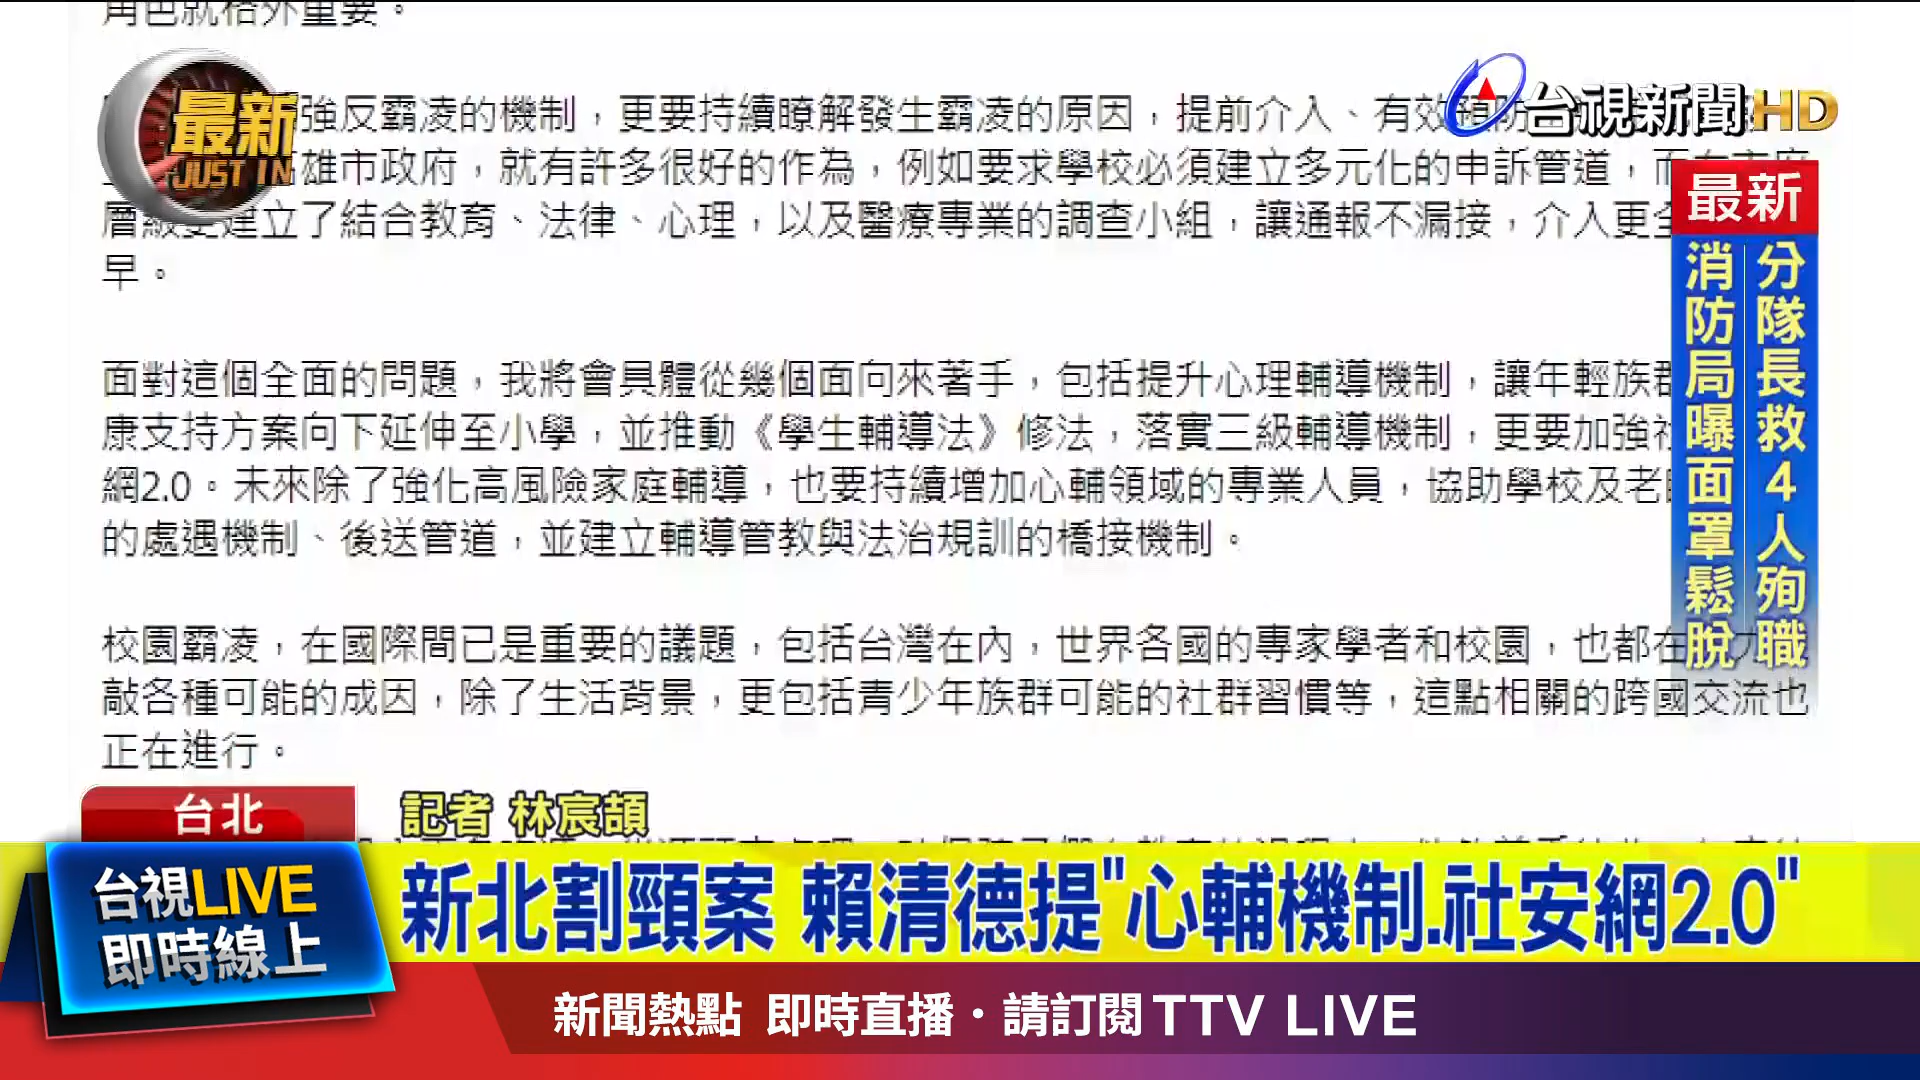 角色就格外重要。
強反霸凌的機制，更要持續瞭解發生霸凌的原因，提前介入、有效預防
雄市政府，就有許多很好的作為，例如要求學校必須建立多元化的申訴管道，而在市府
層級更建立了結合教育、法律、心理，以及醫療專業的調查小組，讓通報不漏接，介入更全
早。
面對這個全面的問題，我將會具體從幾個面向來著手，包括提升心理輔導機制，讓年輕族群
康支持方案向下延伸至小學，並推動《學生輔導法》修法，落實三級輔導機制，更要加強社
網2.0。未來除了強化高風險家庭輔導，也要持續增加心輔領域的專業人員，協助學校及老師
的處遇機制、後送管道，並建立輔導管教與法治規訓的橋接機制。
校園霸凌，在國際間已是重要的議題，包括台灣在內，世界各國的專家學者和校園，也都在
敲各種可能的成因，除了生活背景，更包括青少年族群可能的社群習慣等，這點相關的跨國交流也
正在進行。
最新
JUST IN
台視新聞HD
最新
分隊長救4人殉職
消防局曝面罩鬆脫
台北
記者 林宸頡
台視LIVE
即時線上
新北割頸案 賴清德提"心輔機制.社安網2.0"
新聞熱點 即時直播·請訂閱TTV LIVE